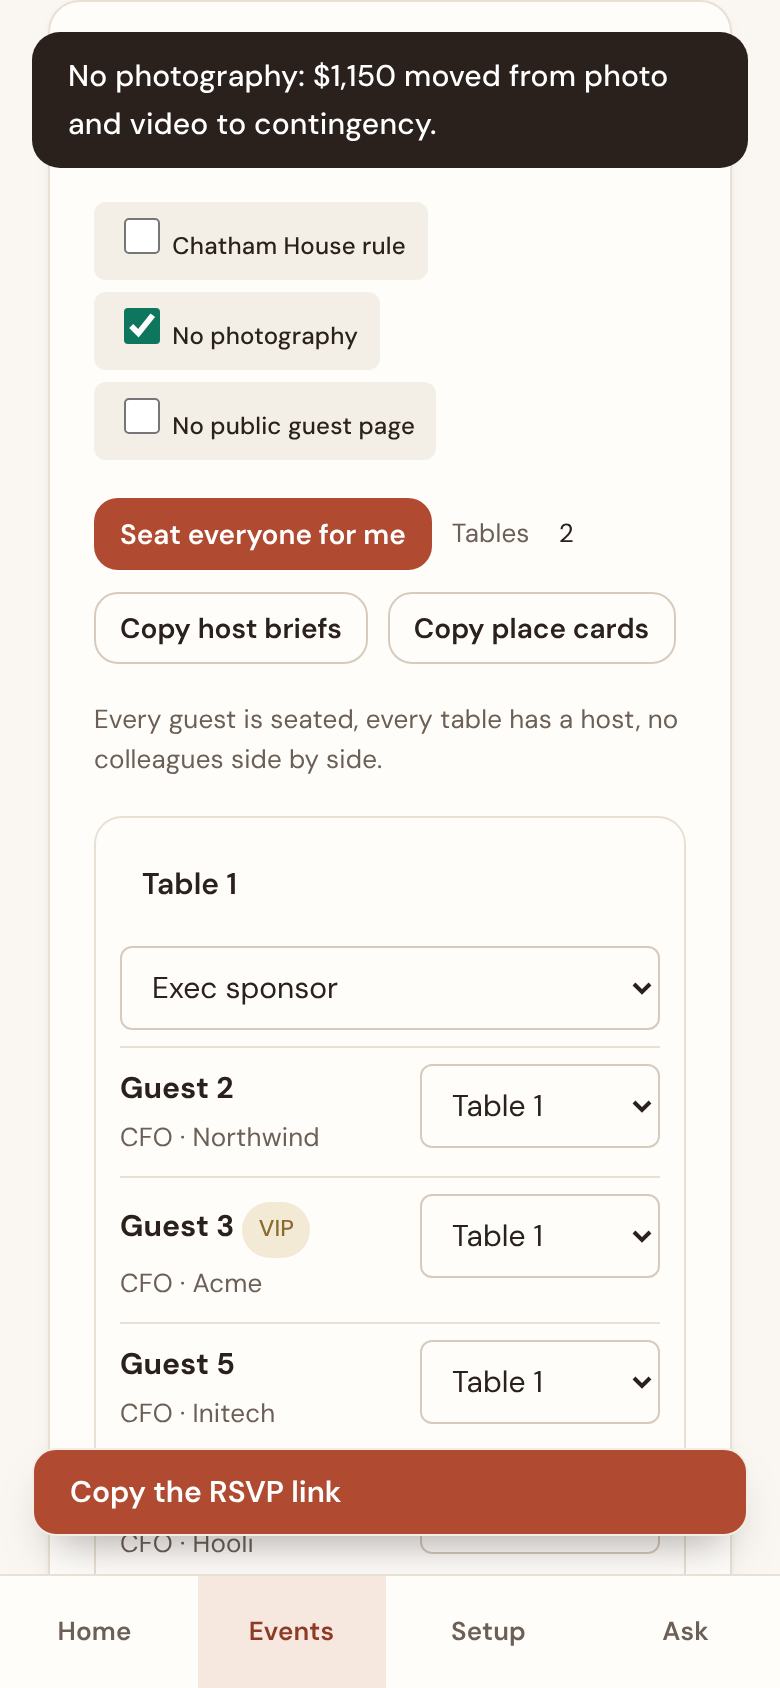 No photography: $1,150 moved from photo
and video to contingency.
Chatham House rule
No photography
No public guest page
Seat everyone for me
Tables 2
Copy host briefs
Copy place cards
Every guest is seated, every table has a host, no
colleagues side by side.
Table 1
Exec sponsor
Guest 2
CFO · Northwind
Table 1
Guest 3 VIP
CFO · Acme
Table 1
Guest 5
CFO · Initech
Table 1
Copy the RSVP link
CFO · Hooli
Home
Events
Setup
Ask